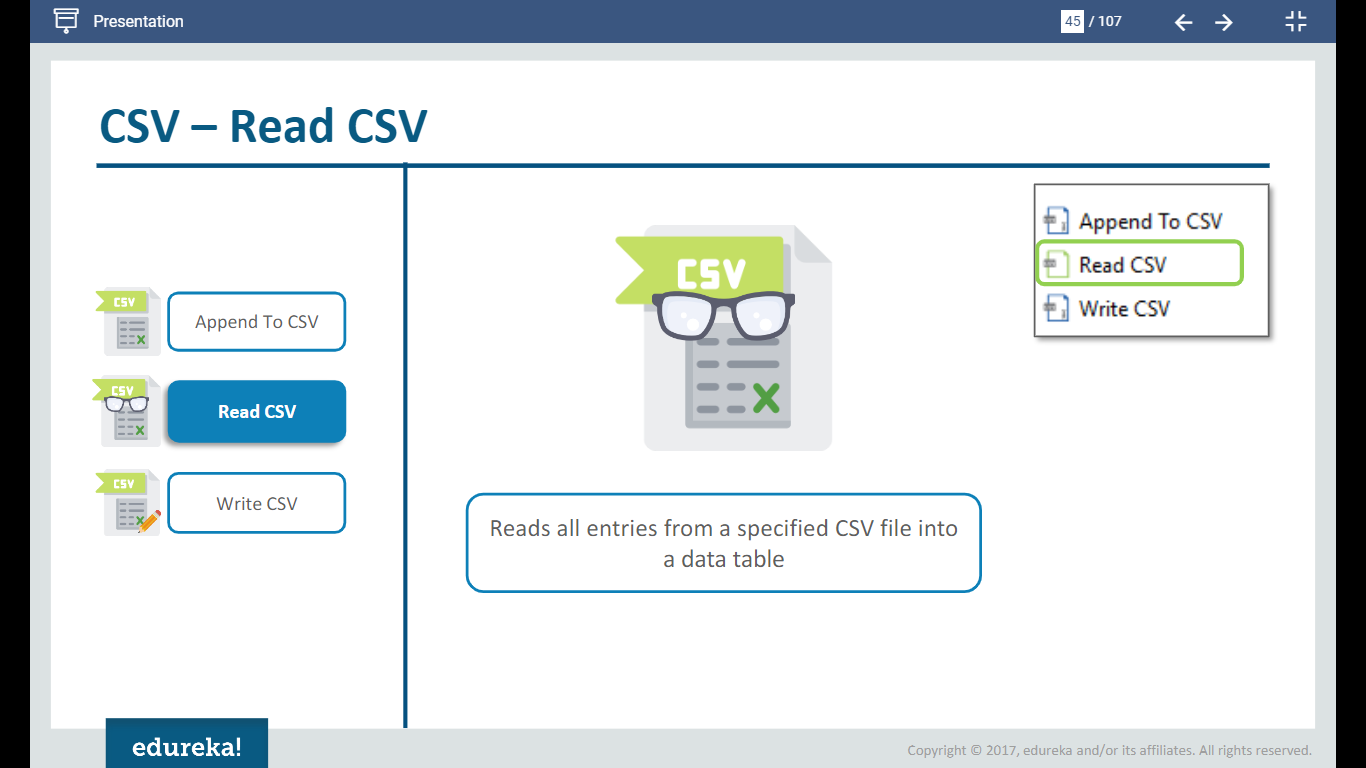 Presentation
45 / 107
CSV – Read CSV
CSV
Append To CSV
CSV
Read CSV
CSV
Write CSV
CSV
Reads all entries from a specified CSV file into
a data table
Append To CSV
Read CSV
Write CSV
edureka!
Copyright © 2017, edureka and/or its affiliates. All rights reserved.